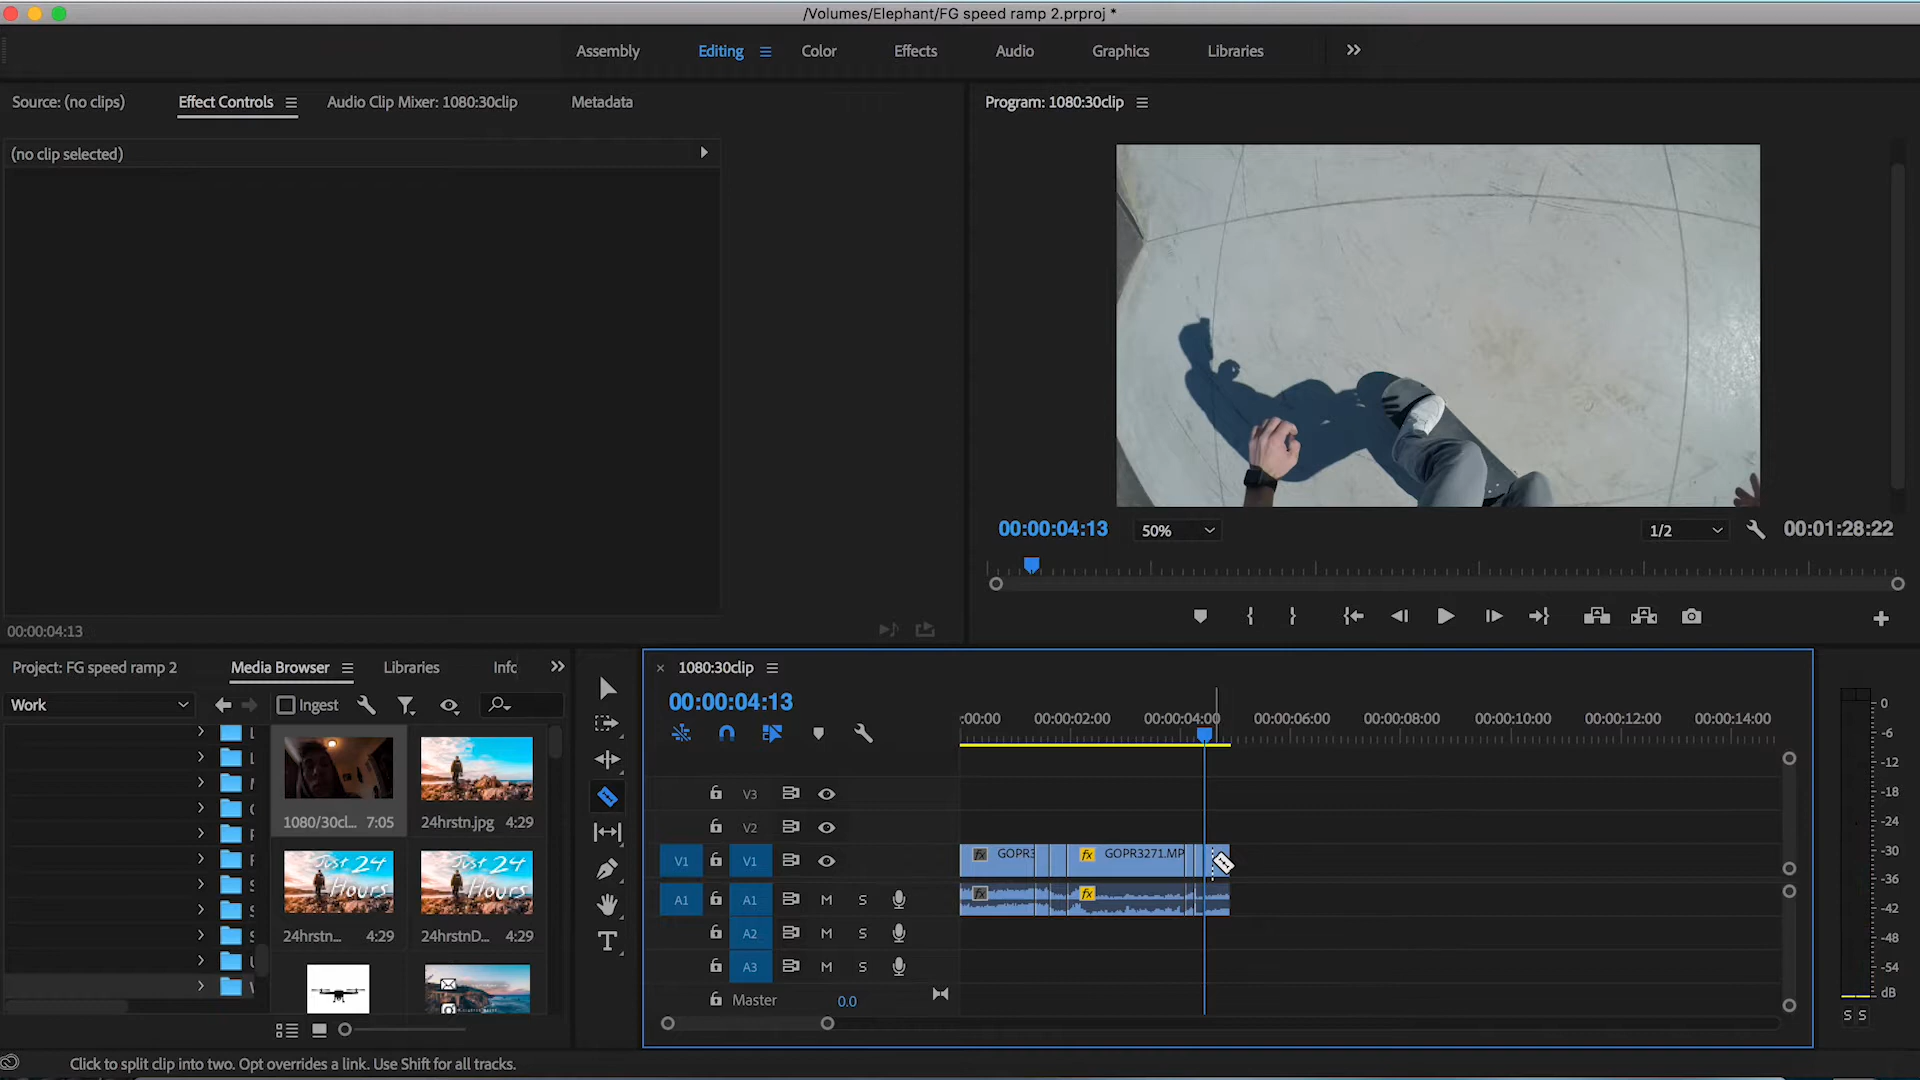 /Volumes/Elephant/FG speed ramp 2.prproj *
Assembly Editing Color Effects Audio Graphics Libraries
Source: (no clips) Effect Controls Audio Clip Mixer: 1080:30clip Metadata
(no clip selected)
00:00:04:13
Program: 1080:30clip
00:00:04:13 50% 1/2 00:01:28:22
Project: FG speed ramp 2 Media Browser Libraries Info
Work Ingest
1080/30cl... 7:05 24hrstn.jpg 4:29
Just 24 Hours Just 24 Hours
24hrstn... 4:29 24hrstnD... 4:29
1080:30clip
00:00:04:13
:00:00 00:00:02:00 00:00:04:00 00:00:06:00 00:00:08:00 00:00:10:00 00:00:12:00 00:00:14:00
V3
V2
V1 V1 fx GOPR3 fx GOPR3271.MP
A1 A1 M S fx fx
A2 M S
A3 M S
Master 0.0
0
-6
-12
-18
-24
-30
-36
-42
-48
-54
dB
S S
Click to split clip into two. Opt overrides a link. Use Shift for all tracks.